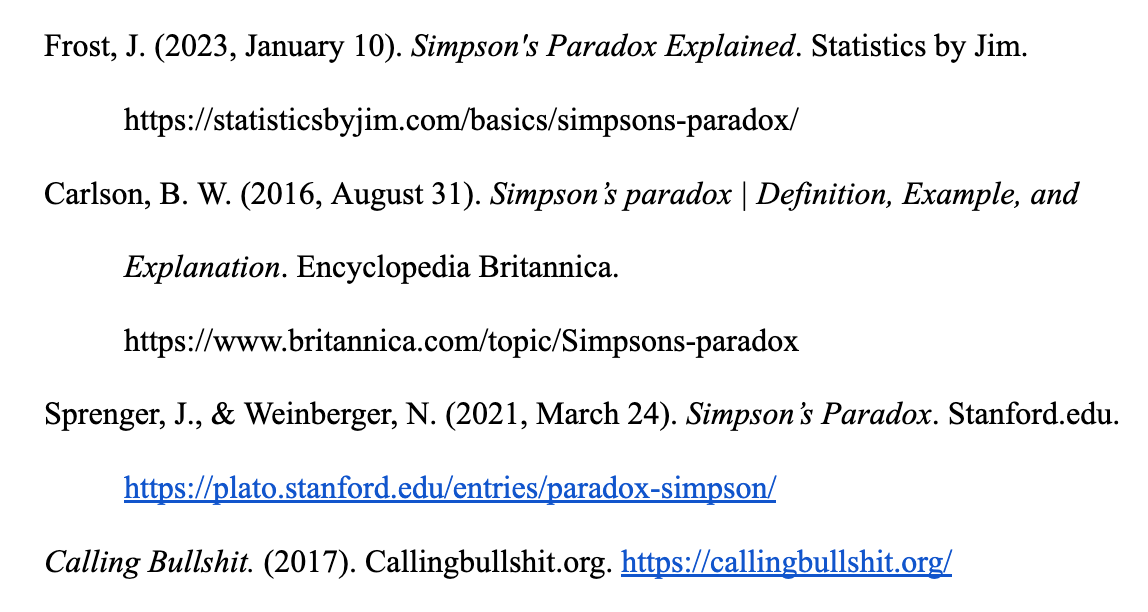 Frost, J. (2023, January 10). Simpson's Paradox Explained. Statistics by Jim.
https://statisticsbyjim.com/basics/simpsons-paradox/
Carlson, B. W. (2016, August 31). Simpson’s paradox | Definition, Example, and
Explanation. Encyclopedia Britannica.
https://www.britannica.com/topic/Simpsons-paradox
Sprenger, J., & Weinberger, N. (2021, March 24). Simpson’s Paradox. Stanford.edu.
https://plato.stanford.edu/entries/paradox-simpson/
Calling Bullshit. (2017). Callingbullshit.org. https://callingbullshit.org/